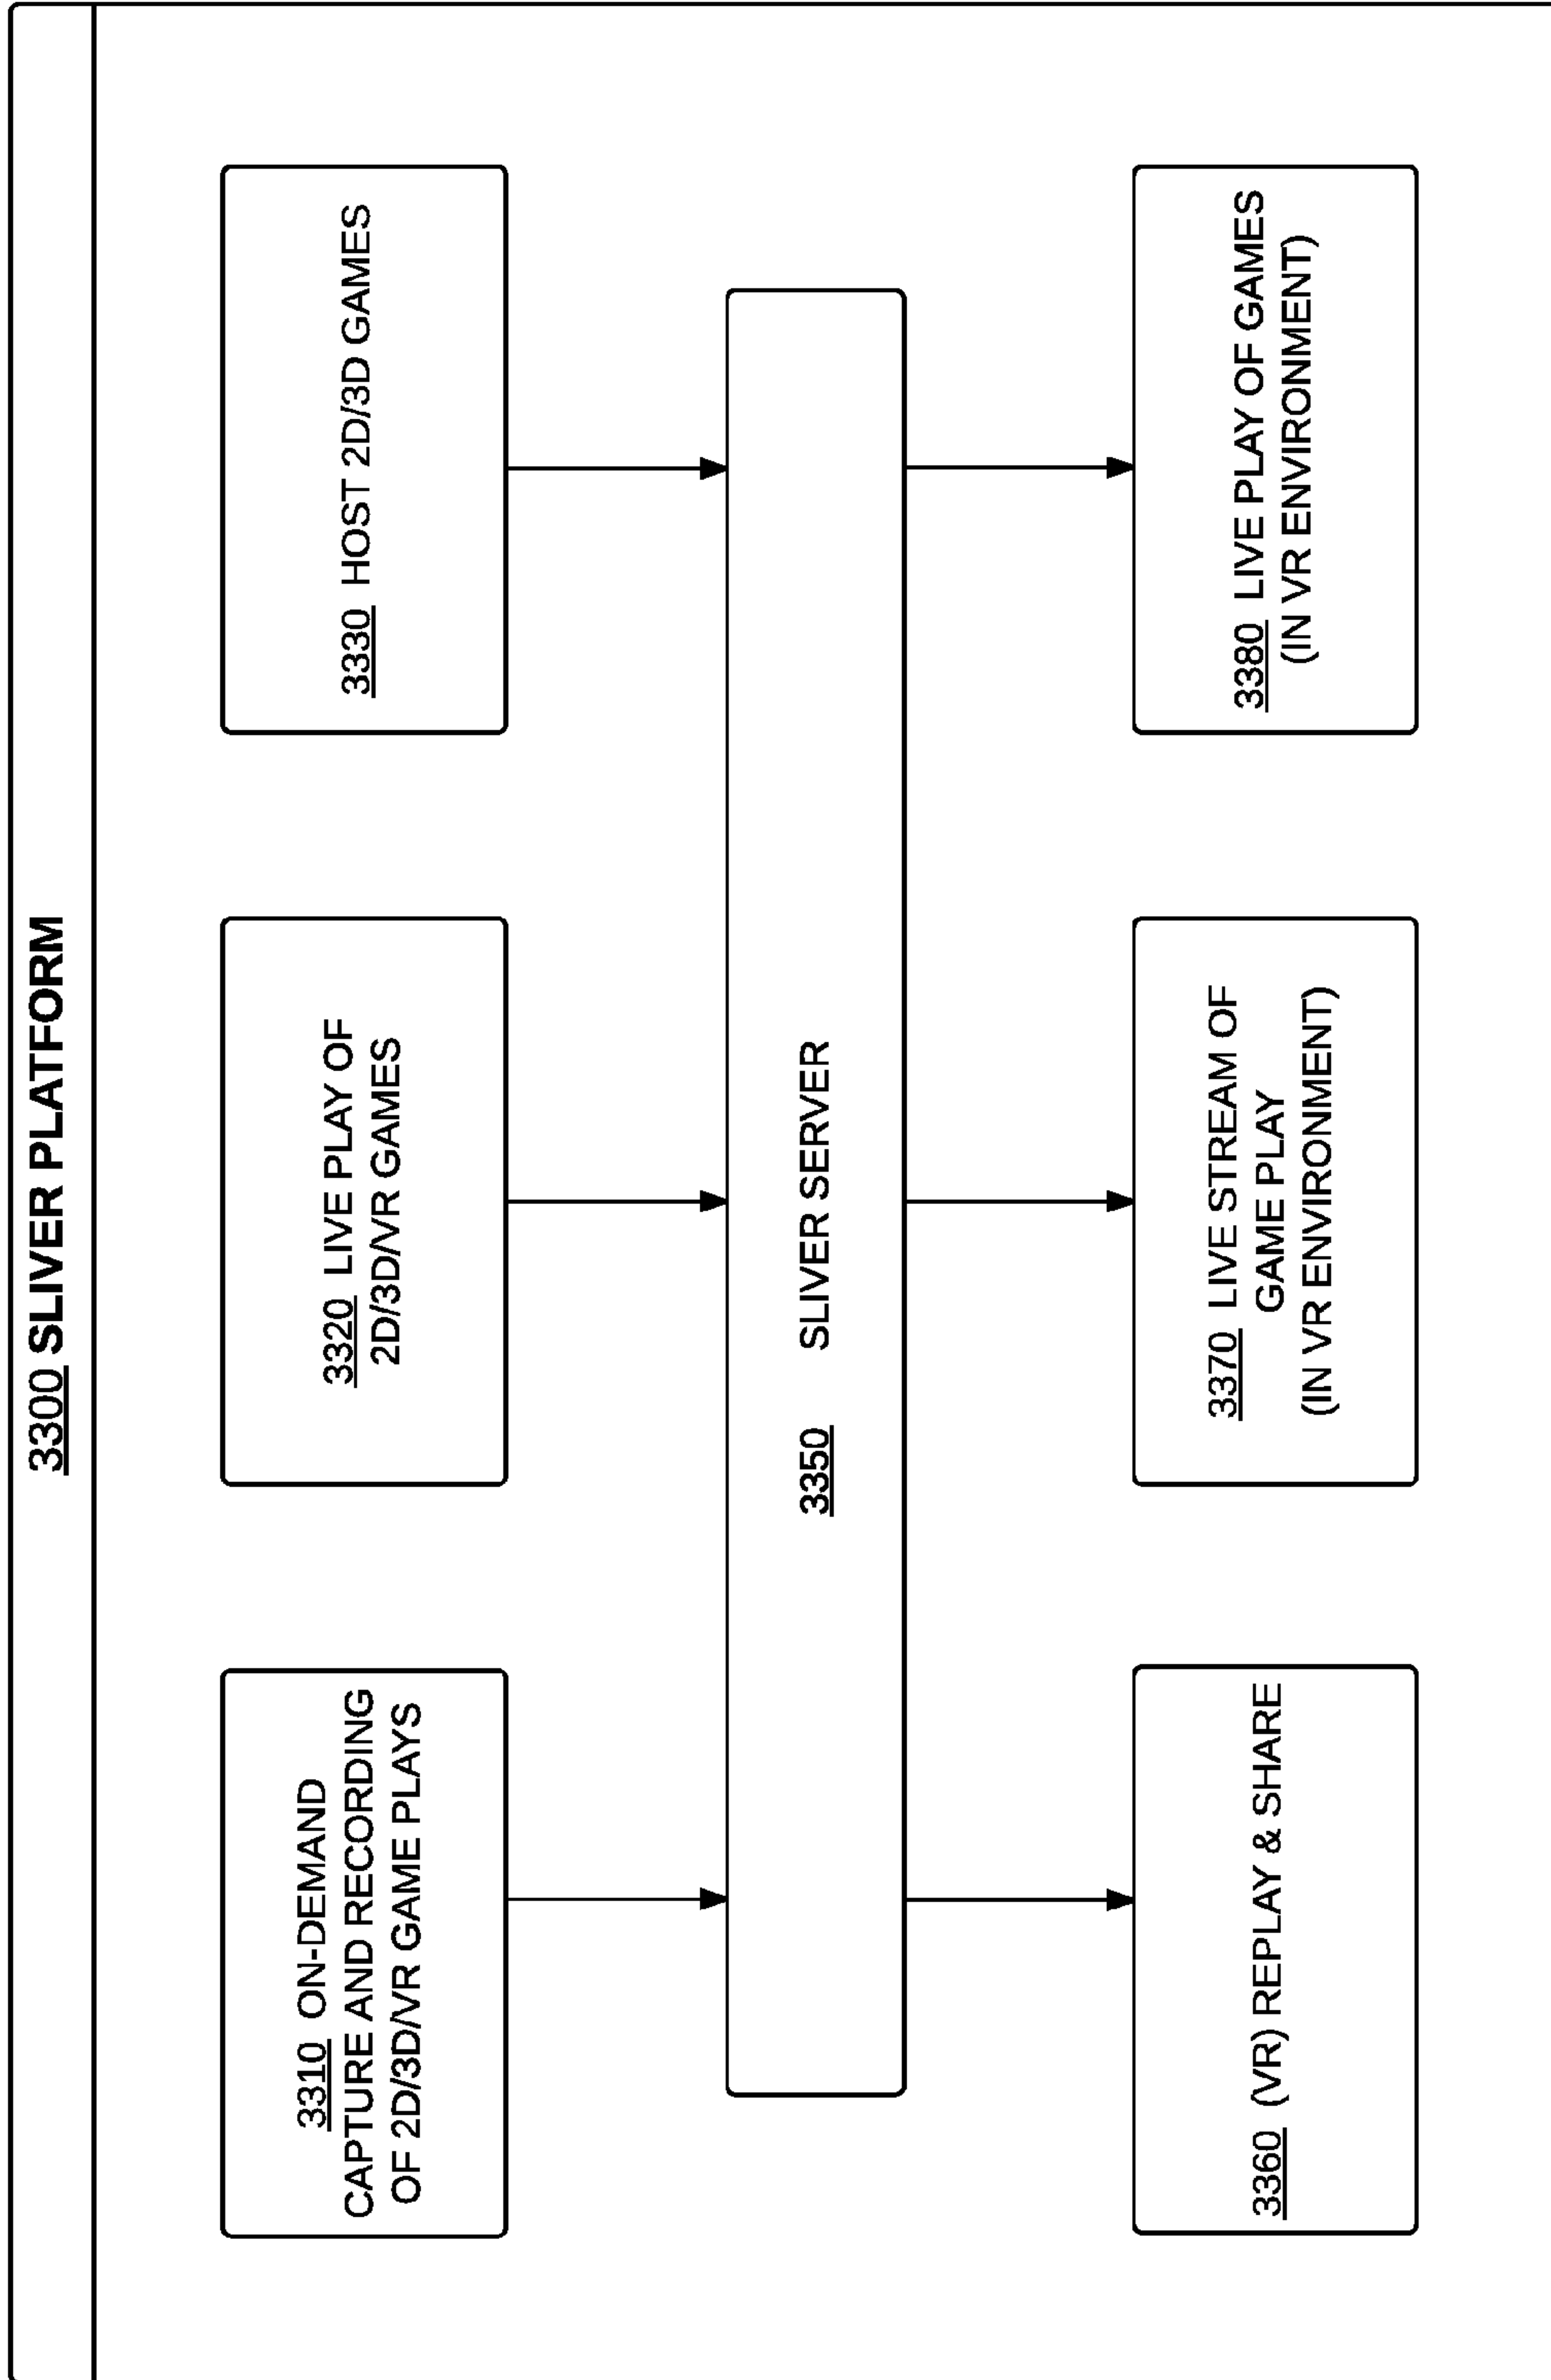 3300 SLIVER PLATFORM
3310 ON-DEMAND
CAPTURE AND RECORDING
OF 2D/3D/VR GAME PLAYS
3320 LIVE PLAY OF
2D/3D/VR GAMES
3330 HOST 2D/3D GAMES
3350 SLIVER SERVER
3360 (VR) REPLAY & SHARE
3370 LIVE STREAM OF
GAME PLAY
(IN VR ENVIRONMENT)
3380 LIVE PLAY OF GAMES
(IN VR ENVIRONMENT)